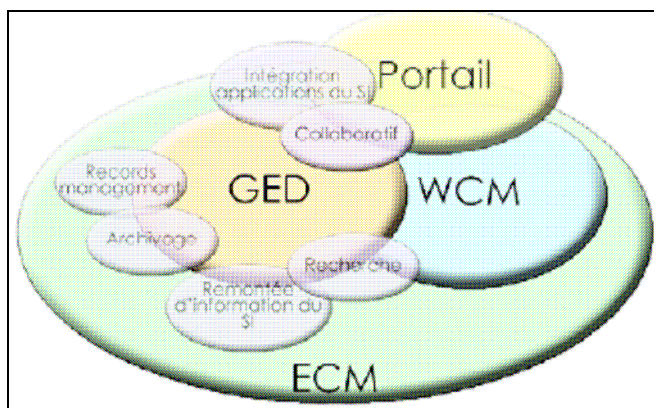 Intégration
applications du SI
Portail
Collaboratif
Records
management
GED
WCM
Archivage
Recherche
Remontée
d'information du
SI
ECM